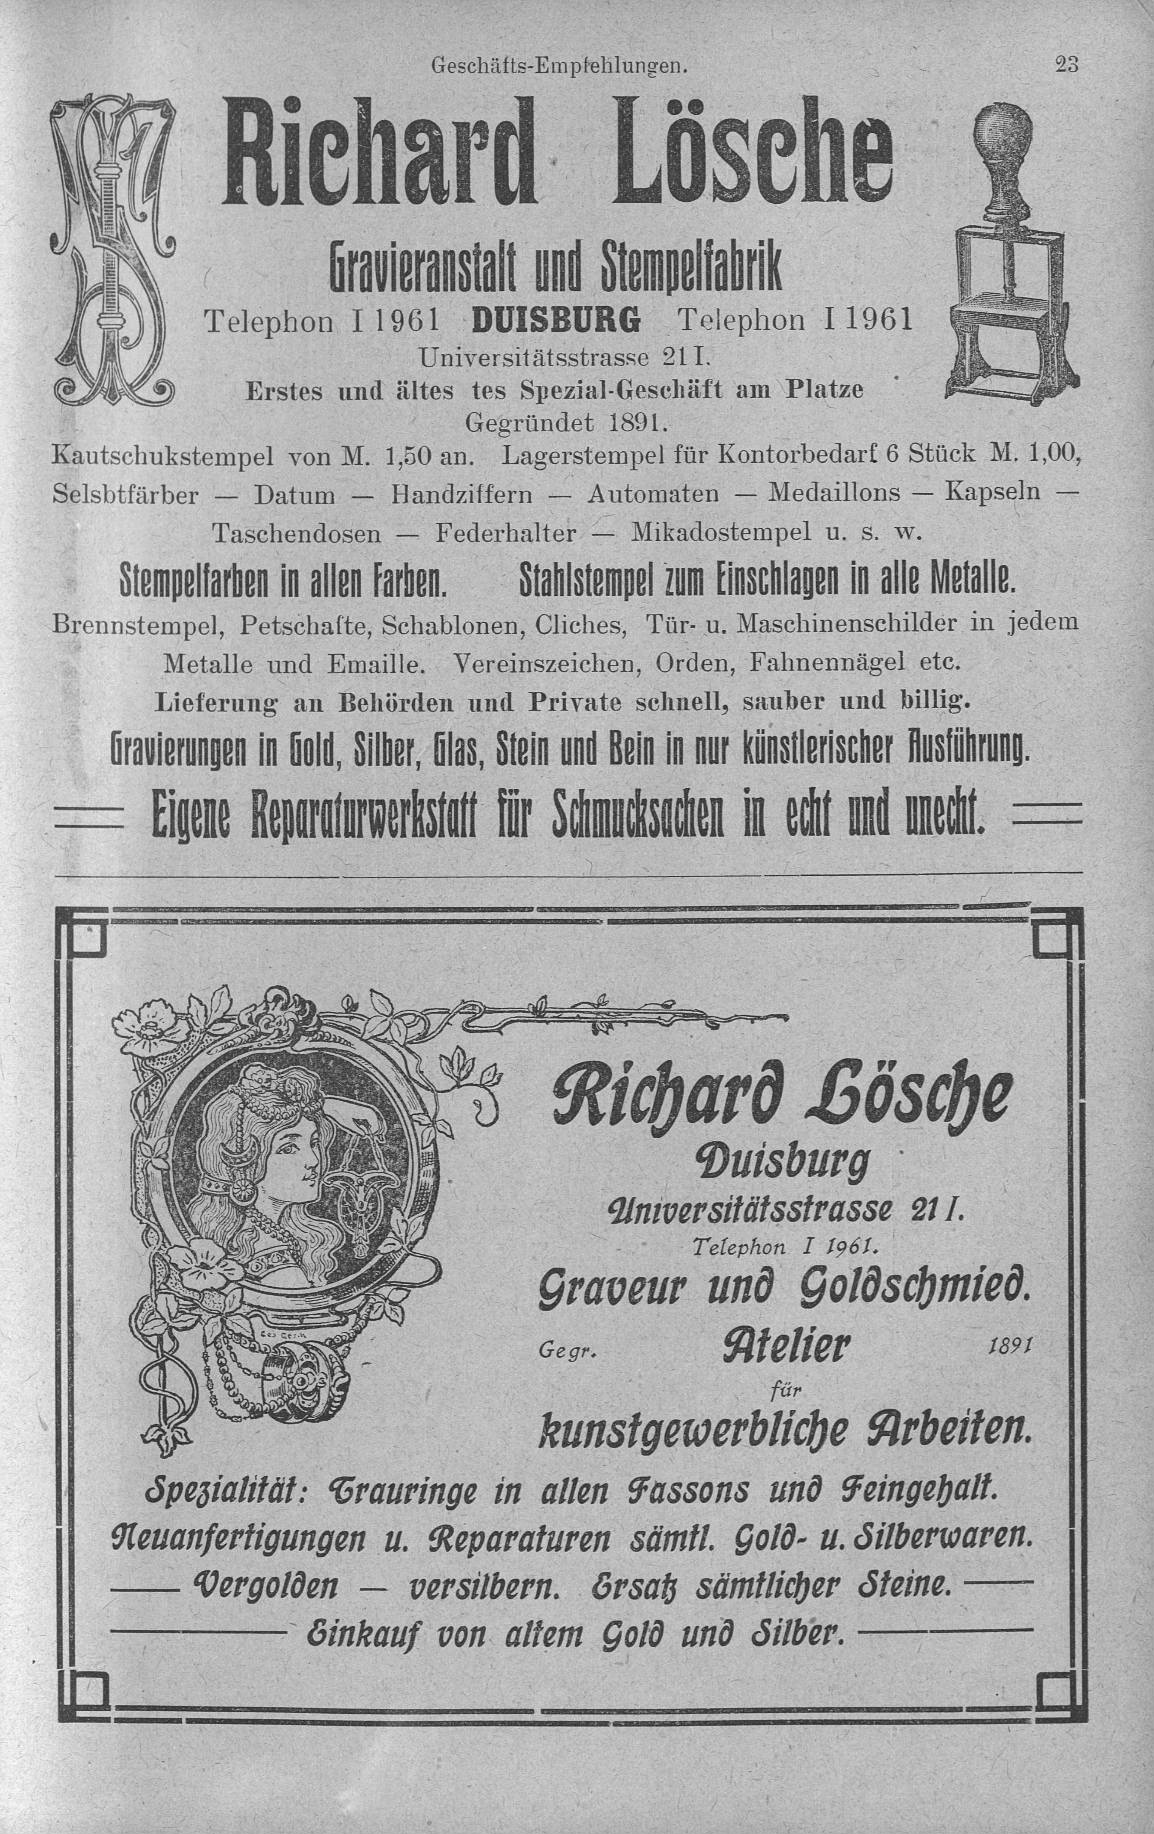 Geschäfts-Empfehlungen. 23
Richard Lösche
Gravieranstalt und Stempelfabrik
Telephon I 1961 DUISBURG Telephon I 1961
Universitätsstrasse 21 I.
Erstes und ältes tes Spezial-Geschäft am Platze
Gegründet 1891.
Kautschukstempel von M. 1,50 an. Lagerstempel für Kontorbedarf 6 Stück M. 1,00,
Selsbtfärber — Datum — Handziffern — Automaten — Medaillons — Kapseln —
Taschendosen — Federhalter — Mikadostempel u. s. w.
Stempelfarben in allen Farben. Stahlstempel zum Einschlagen in alle Metalle.
Brennstempel, Petschafte, Schablonen, Cliches, Tür- u. Maschinenschilder in jedem
Metalle und Emaille. Vereinszeichen, Orden, Fahnennägel etc.
Lieferung an Behörden und Private schnell, sauber und billig.
Gravierungen in Gold, Silber, Glas, Stein und Bein in nur künstlerischer Ausführung.
Eigene Reparaturwerkstatt für Schmucksachen in echt und unecht.
Richard Lösche
Duisburg
Universitätsstrasse 21 I.
Telephon I 1961.
Graveur und Goldschmied.
Gegr. Atelier 1891
für
kunstgewerbliche Arbeiten.
Spezialität: Trauringe in allen Fassons und Feingehalt.
Neuanfertigungen u. Reparaturen sämtl. Gold- u. Silberwaren.
Vergolden — versilbern. Ersatz sämtlicher Steine.
Einkauf von altem Gold und Silber.